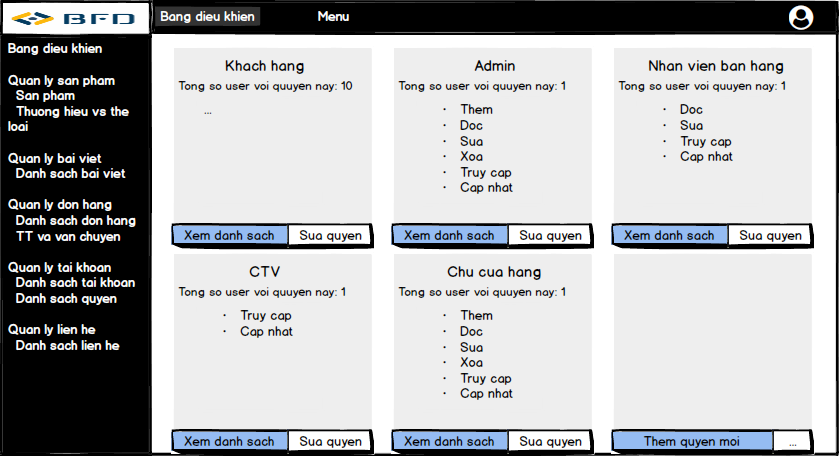 BFD
Bang dieu khien
Menu
Bang dieu khien
Quan ly san pham
San pham
Thuong hieu vs the
loai
Quan ly bai viet
Danh sach bai viet
Quan ly don hang
Danh sach don hang
TT va van chuyen
Quan ly tai khoan
Danh sach tai khoan
Danh sach quyen
Quan ly lien he
Danh sach lien he
Khach hang
Tong so user voi quuyen nay: 10
...
Xem danh sach
Sua quyen
Admin
Tong so user voi quuyen nay: 1
· Them
· Doc
· Sua
· Xoa
· Truy cap
· Cap nhat
Xem danh sach
Sua quyen
Nhan vien ban hang
Tong so user voi quuyen nay: 1
· Doc
· Sua
· Truy cap
· Cap nhat
Xem danh sach
Sua quyen
CTV
Tong so user voi quuyen nay: 1
· Truy cap
· Cap nhat
Xem danh sach
Sua quyen
Chu cua hang
Tong so user voi quuyen nay: 1
· Them
· Doc
· Sua
· Xoa
· Truy cap
· Cap nhat
Xem danh sach
Sua quyen
Them quyen moi
...